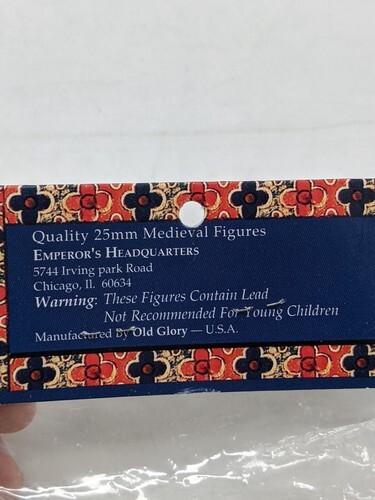 Quality 25mm Medieval Figures
EMPEROR'S HEADQUARTERS
5744 Irving park Road
Chicago, Il. 60634
Warning: These Figures Contain Lead
Not Recommended For Young Children
Manufactured by Old Glory — U.S.A.